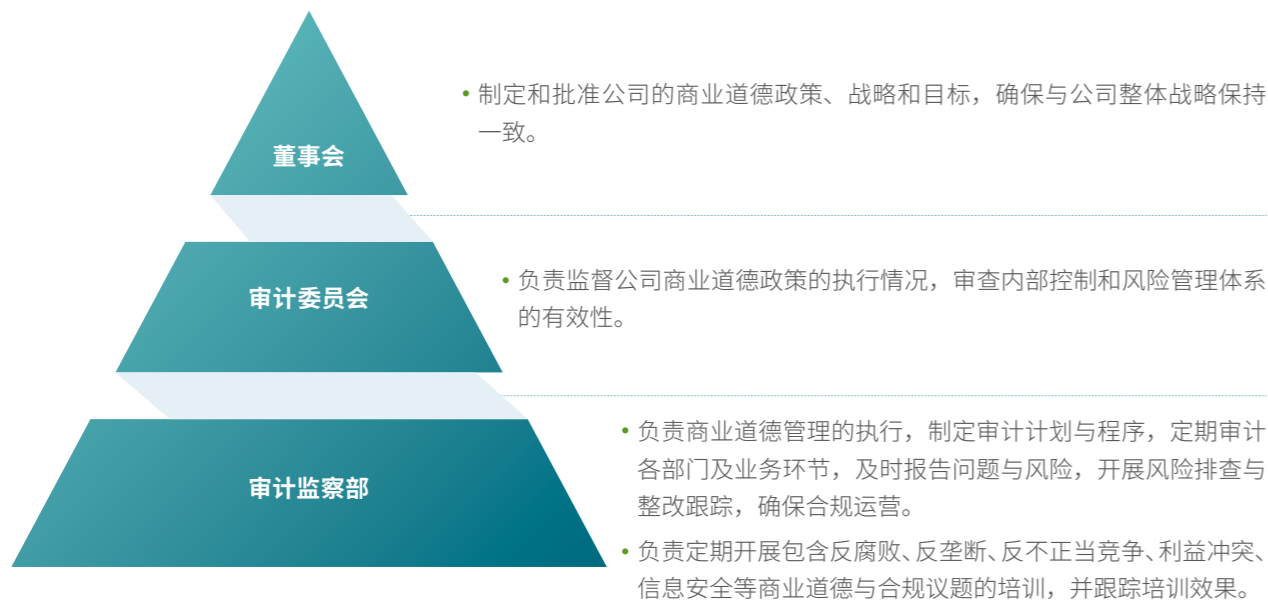 董事会
• 制定和批准公司的商业道德政策、战略和目标，确保与公司整体战略保持
一致。
审计委员会
• 负责监督公司商业道德政策的执行情况，审查内部控制和风险管理体系
的有效性。
审计监察部
• 负责商业道德管理的执行，制定审计计划与程序，定期审计
各部门及业务环节，及时报告问题与风险，开展风险排查与
整改跟踪，确保合规运营。
• 负责定期开展包含反腐败、反垄断、反不正当竞争、利益冲突、
信息安全等商业道德与合规议题的培训，并跟踪培训效果。